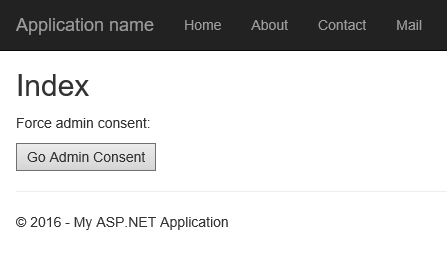 Application name Home About Contact Mail
Index
Force admin consent:
Go Admin Consent
© 2016 - My ASP.NET Application